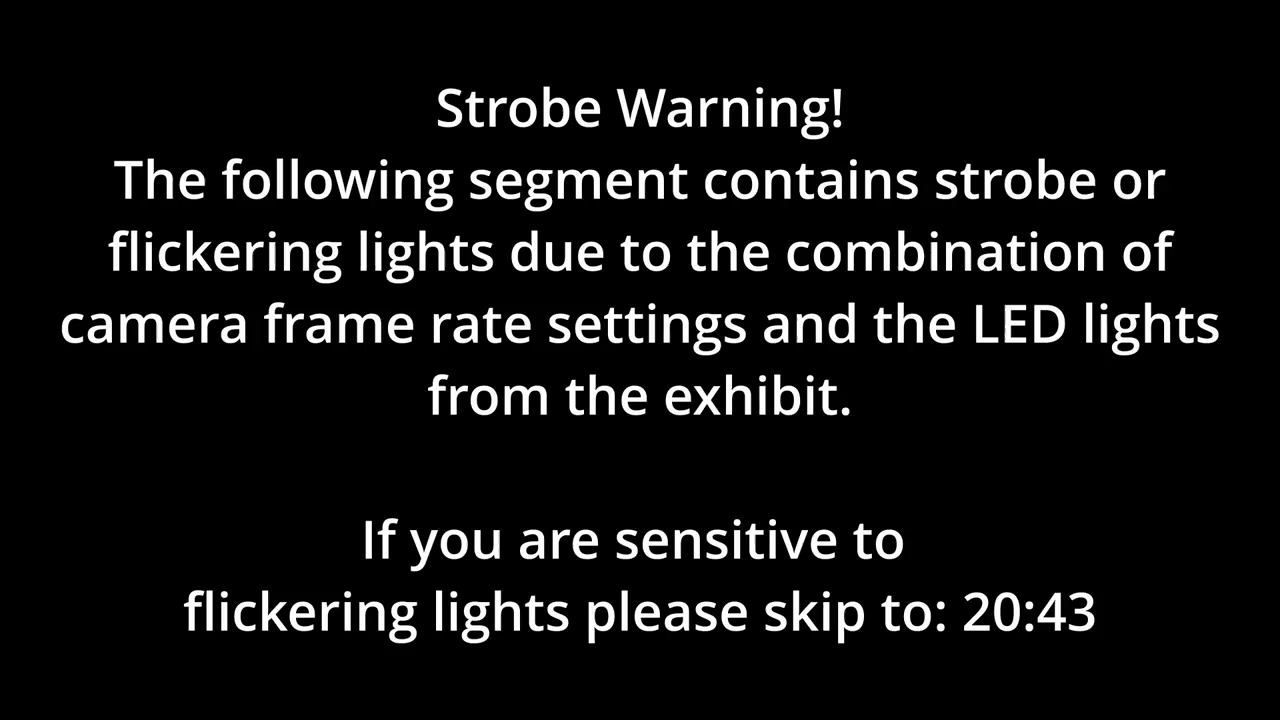 Strobe Warning!
The following segment contains strobe or
flickering lights due to the combination of
camera frame rate settings and the LED lights
from the exhibit.
If you are sensitive to
flickering lights please skip to: 20:43